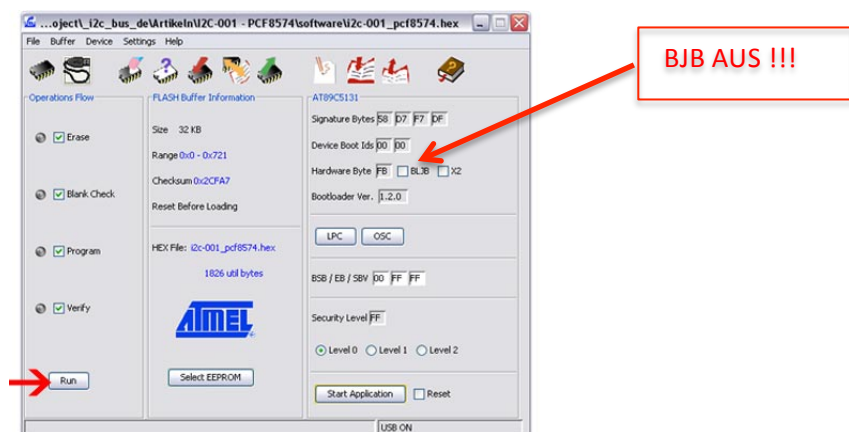 ...oject\_i2c_bus_de\Artikeln\I2C-001 - PCF8574\software\i2c-001_pcf8574.hex
File Buffer Device Settings Help
BJB AUS !!!
Operations Flow
Erase
Blank Check
Program
Verify
Run
FLASH Buffer Information
Size 32 KB
Range 0x0 - 0x721
Checksum 0x2CFA7
Reset Before Loading
HEX File: i2c-001_pcf8574.hex
1826 util bytes
ATMEL
Select EEPROM
AT89C5131
Signature Bytes 58 D7 F7 DF
Device Boot Ids 00 00
Hardware Byte FB BLJB X2
Bootloader Ver. 1.2.0
LPC OSC
BSB / EB / SBV 00 FF FF
Security Level FF
Level 0 Level 1 Level 2
Start Application Reset
USB ON